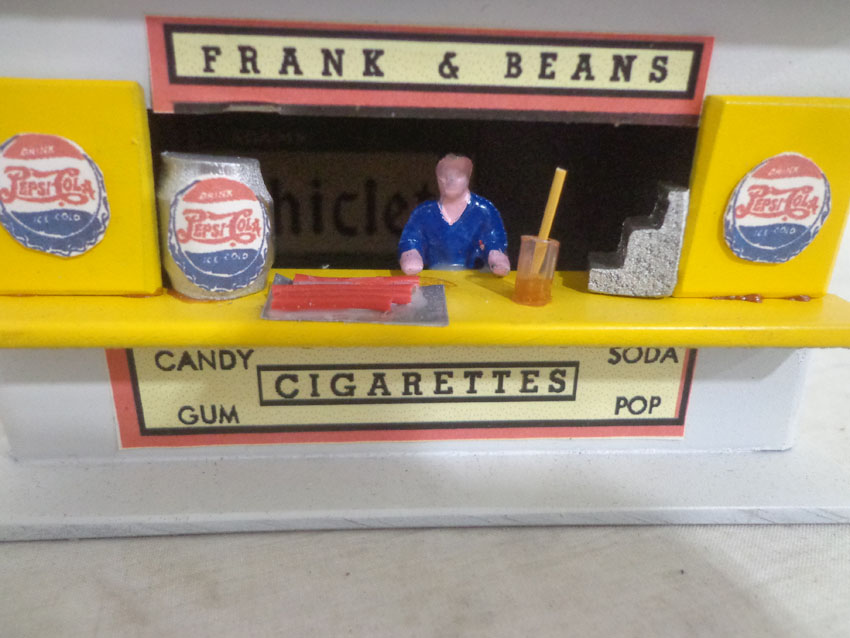 FRANK & BEANS
DRINK
PEPSI-COLA
ICE-COLD
DRINK
PEPSI-COLA
ICE-COLD
hiclet
DRINK
PEPSI-COLA
ICE-COLD
CANDY
SODA
CIGARETTES
GUM
POP